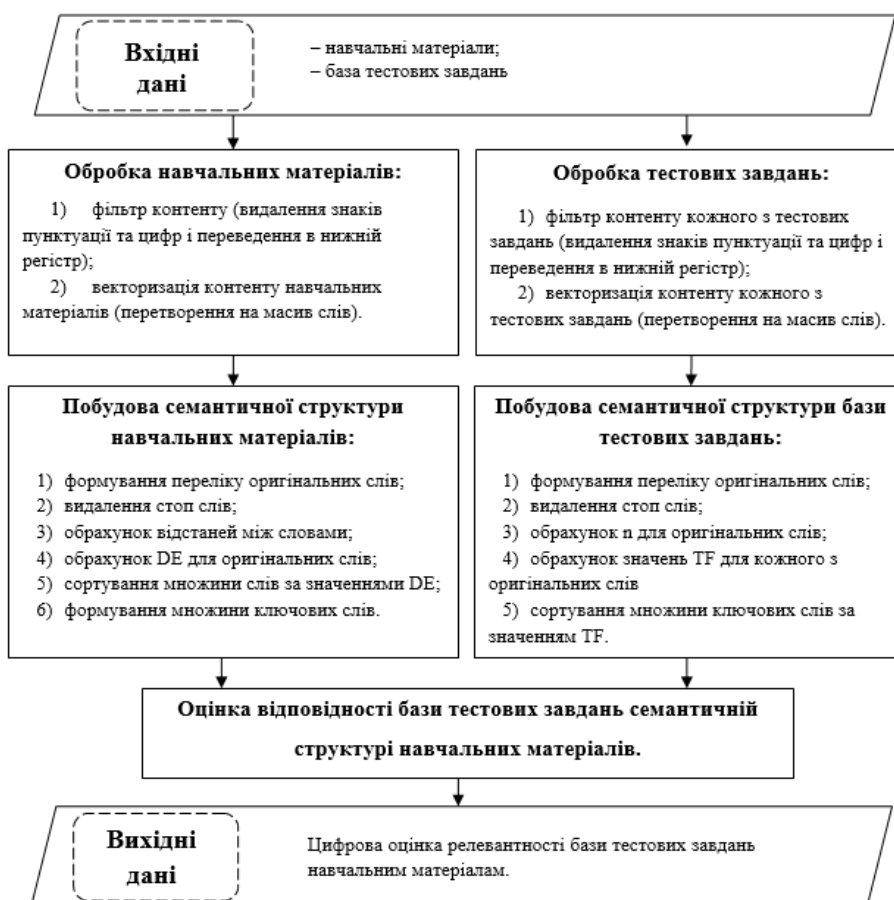 Вхідні
дані
– навчальні матеріали;
– база тестових завдань
Обробка навчальних матеріалів:
1) фільтр контенту (видалення знаків
пунктуації та цифр і переведення в нижній
регістр);
2) векторизація контенту навчальних
матеріалів (перетворення на масив слів).
Обробка тестових завдань:
1) фільтр контенту кожного з тестових
завдань (видалення знаків пунктуації та цифр і
переведення в нижній регістр);
2) векторизація контенту кожного з
тестових завдань (перетворення на масив слів).
Побудова семантичної структури
навчальних матеріалів:
1) формування переліку оригінальних слів;
2) видалення стоп слів;
3) обрахунок відстаней між словами;
4) обрахунок DE для оригінальних слів;
5) сортування множини слів за значеннями DE;
6) формування множини ключових слів.
Побудова семантичної структури бази
тестових завдань:
1) формування переліку оригінальних слів;
2) видалення стоп слів;
3) обрахунок n для оригінальних слів;
4) обрахунок значень TF для кожного з
оригінальних слів
5) сортування множини ключових слів за
значенням TF.
Оцінка відповідності бази тестових завдань семантичній
структурі навчальних матеріалів.
Вихідні
дані
Цифрова оцінка релевантності бази тестових завдань
навчальним матеріалам.